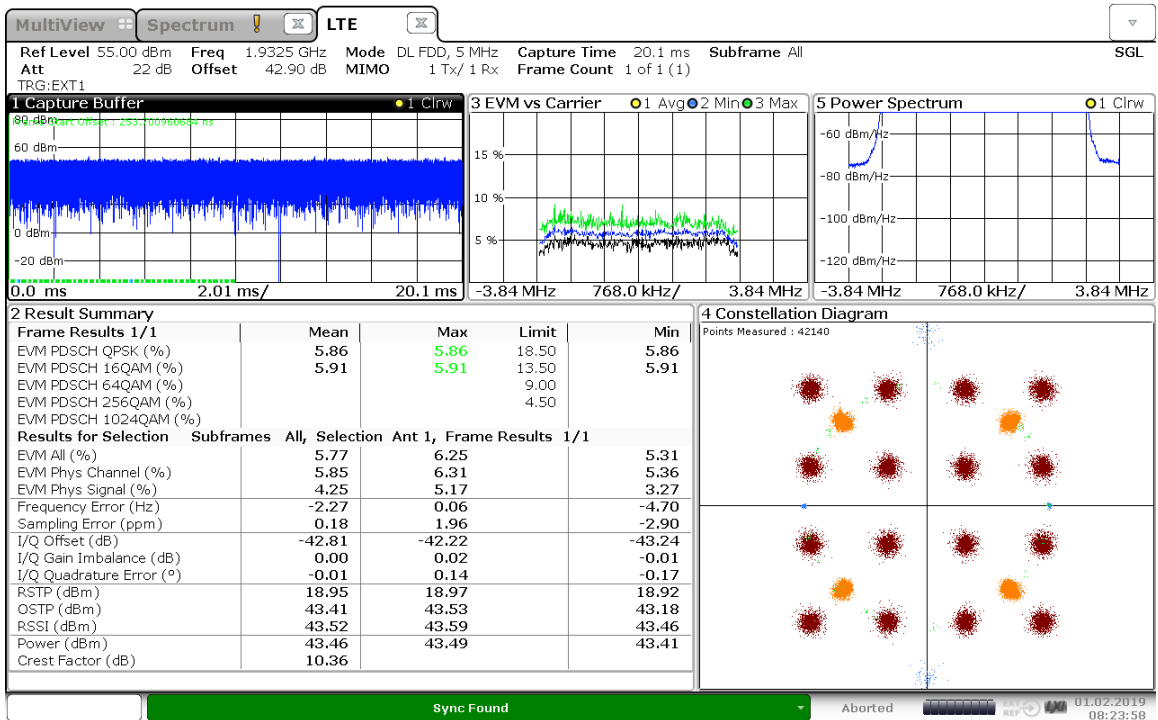 MultiView Spectrum LTE
Ref Level 55.00 dBm Freq 1.9325 GHz Mode DL FDD, 5 MHz Capture Time 20.1 ms Subframe All SGL
Att 22 dB Offset 42.90 dB MIMO 1 Tx/ 1 Rx Frame Count 1 of 1 (1)
TRG:EXT1
1 Capture Buffer 1 Clrw
80 dBm
60 dBm
0 dBm
-20 dBm
0.0 ms 2.01 ms/ 20.1 ms
3 EVM vs Carrier 1 Avg 2 Min 3 Max
15 %
10 %
5 %
-3.84 MHz 768.0 kHz/ 3.84 MHz
5 Power Spectrum 1 Clrw
-60 dBm/Hz
-80 dBm/Hz
-100 dBm/Hz
-120 dBm/Hz
-3.84 MHz 768.0 kHz/ 3.84 MHz
2 Result Summary
Frame Results 1/1 Mean Max Limit Min
EVM PDSCH QPSK (%) 5.86 5.86 18.50 5.86
EVM PDSCH 16QAM (%) 5.91 5.91 13.50 5.91
EVM PDSCH 64QAM (%) 9.00
EVM PDSCH 256QAM (%) 4.50
EVM PDSCH 1024QAM (%)
Results for Selection Subframes All, Selection Ant 1, Frame Results 1/1
EVM All (%) 5.77 6.25 5.31
EVM Phys Channel (%) 5.85 6.31 5.36
EVM Phys Signal (%) 4.25 5.17 3.27
Frequency Error (Hz) -2.27 0.06 -4.70
Sampling Error (ppm) 0.18 1.96 -2.90
I/Q Offset (dB) -42.81 -42.22 -43.24
I/Q Gain Imbalance (dB) 0.00 0.02 -0.01
I/Q Quadrature Error (°) -0.01 0.14 -0.17
RSTP (dBm) 18.95 18.97 18.92
OSTP (dBm) 43.41 43.53 43.18
RSSI (dBm) 43.52 43.59 43.46
Power (dBm) 43.46 43.49 43.41
Crest Factor (dB) 10.36
4 Constellation Diagram
Points Measured : 42140
Sync Found Aborted EXT REF LXI 01.02.2019
08:23:58